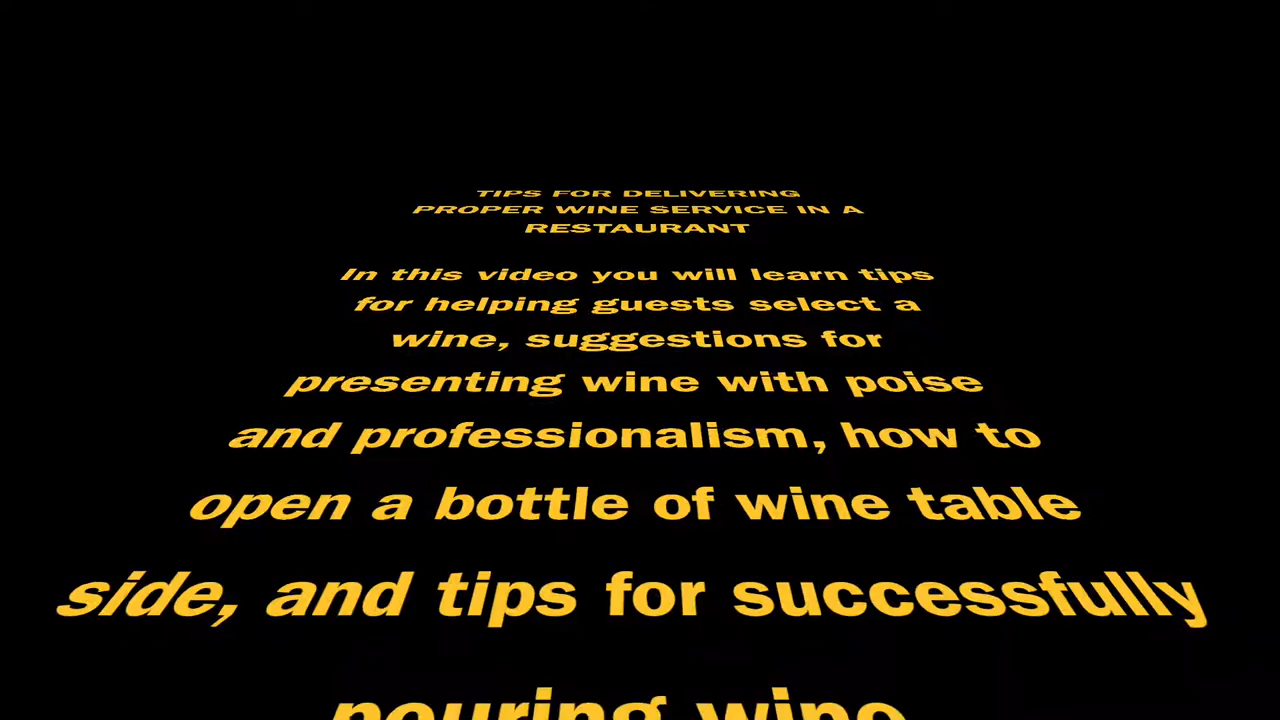 TIPS FOR DELIVERING
PROPER WINE SERVICE IN A
RESTAURANT
In this video you will learn tips
for helping guests select a
wine, suggestions for
presenting wine with poise
and professionalism, how to
open a bottle of wine table
side, and tips for successfully
pouring wine